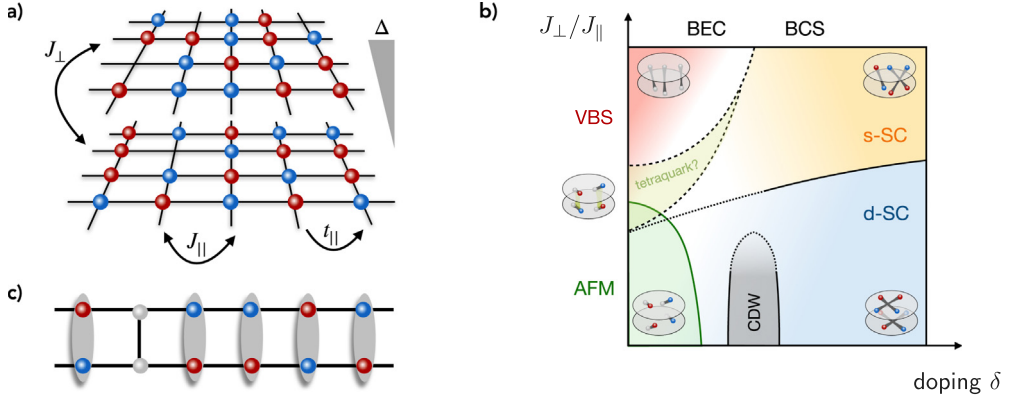 a)
Δ
J⊥
J||
t||
c)
b)
J⊥/J||
BEC
BCS
VBS
s-SC
tetraquark?
d-SC
AFM
CDW
doping δ